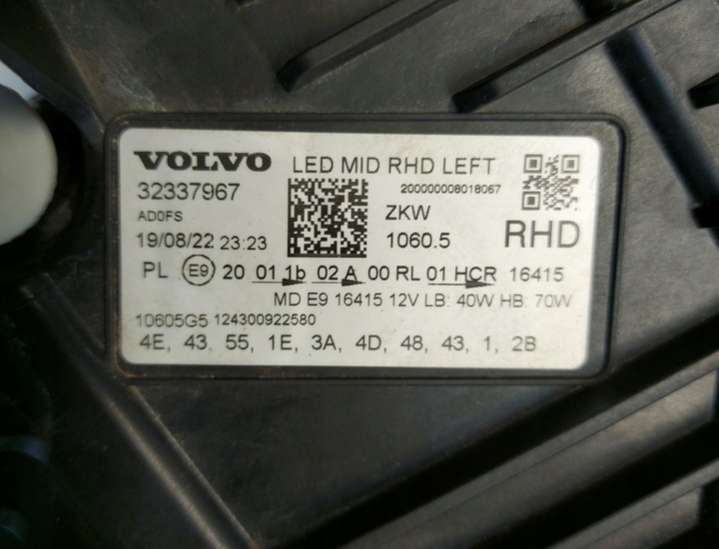 VOLVO LED MID RHD LEFT
32337967 200000008018067
AD0FS ZKW
19/08/22 23:23 1060.5 RHD
PL E9 20 01 1b 02 A 00 RL 01 HCR 16415
MD E9 16415 12V LB: 40W HB: 70W
10605G5 124300922580
4E, 43, 55, 1E, 3A, 4D, 48, 43, 1, 2B